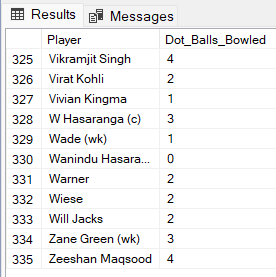 Results Messages
Player Dot_Balls_Bowled
325 Vikramjit Singh 4
326 Virat Kohli 2
327 Vivian Kingma 1
328 W Hasaranga (c) 3
329 Wade (wk) 1
330 Wanindu Hasara... 0
331 Warner 2
332 Wiese 2
333 Will Jacks 2
334 Zane Green (wk) 3
335 Zeeshan Maqsood 4